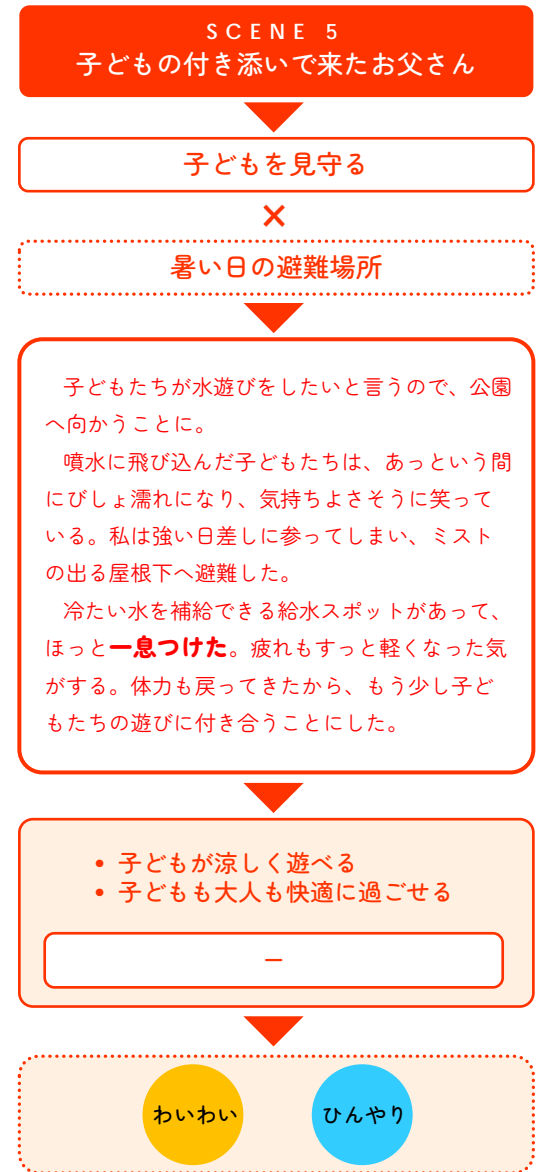 SCENE 5
子どもの付き添いで来たお父さん
子どもを見守る
×
暑い日の避難場所
子どもたちが水遊びをしたいと言うので、公園
へ向かうことに。
噴水に飛び込んだ子どもたちは、あっという間
にびしょ濡れになり、気持ちよさそうに笑って
いる。私は強い日差しに参ってしまい、ミスト
の出る屋根下へ避難した。
冷たい水を補給できる給水スポットがあって、
ほっと一息つけた。疲れもすっと軽くなった気
がする。体力も戻ってきたから、もう少し子ど
もたちの遊びに付き合うことにした。
• 子どもが涼しく遊べる
• 子どもも大人も快適に過ごせる
ー
わいわい
ひんやり